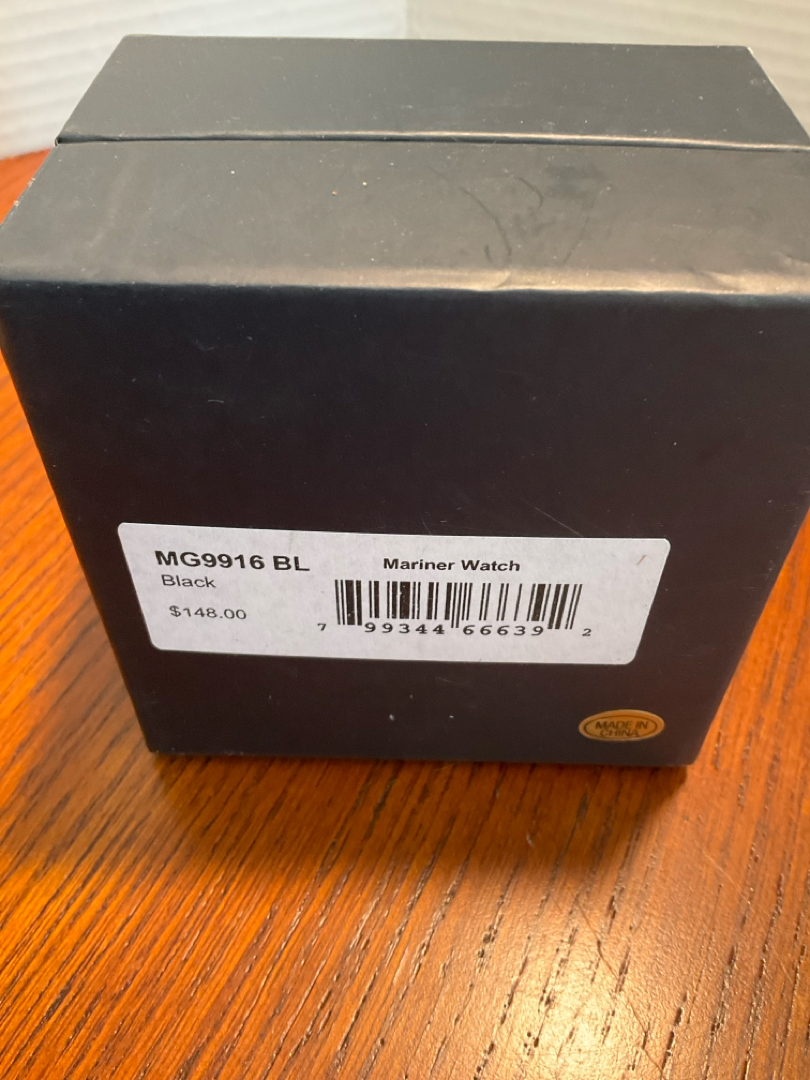 MG9916 BL
Mariner Watch
Black
$148.00
7 99344 66639 2
MADE IN
CHINA